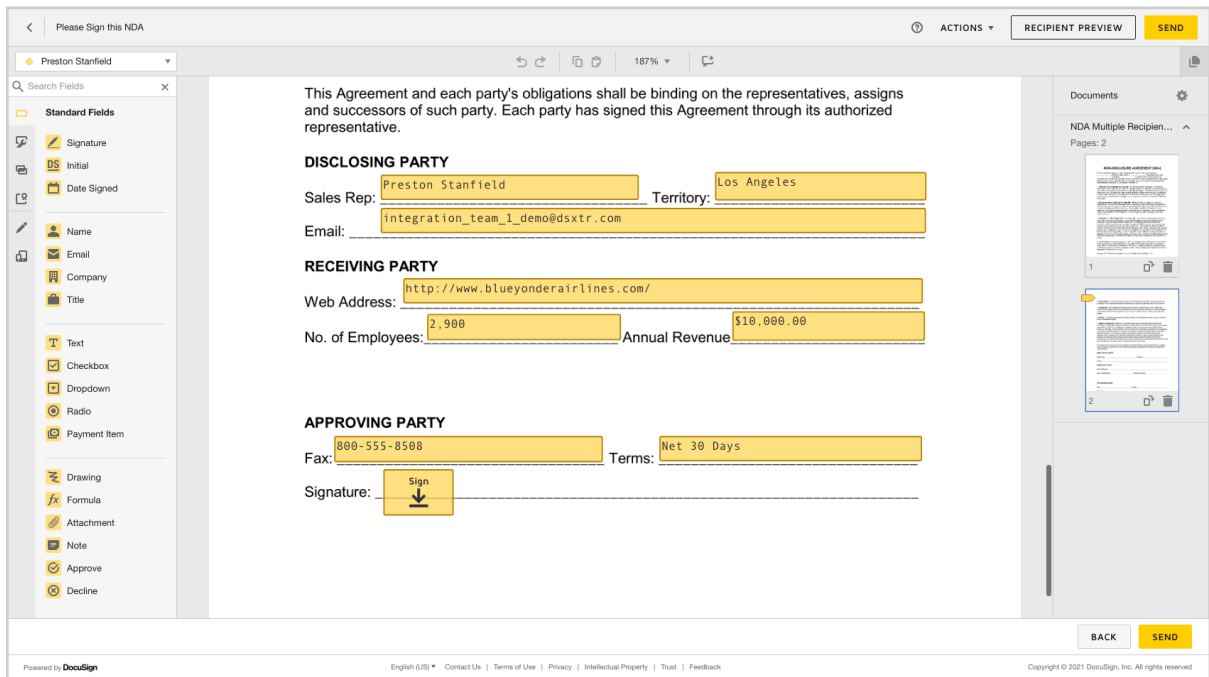 Please Sign this NDA
ACTIONS
RECIPIENT PREVIEW
SEND
Preston Stanfield
187%
Search Fields
Standard Fields
Signature
DS Initial
Date Signed
Name
Email
Company
Title
T Text
Checkbox
Dropdown
Radio
Payment Item
Drawing
fx Formula
Attachment
Note
Approve
Decline
This Agreement and each party's obligations shall be binding on the representatives, assigns
and successors of such party. Each party has signed this Agreement through its authorized
representative.
DISCLOSING PARTY
Sales Rep: Preston Stanfield Territory: Los Angeles
Email: integration_team_1_demo@dsxtr.com
RECEIVING PARTY
Web Address: http://www.blueyonderairlines.com/
No. of Employees: 2,900 Annual Revenue $10,000.00
APPROVING PARTY
Fax: 800-555-8508 Terms: Net 30 Days
Signature: Sign
Documents
NDA Multiple Recipien...
Pages: 2
1
2
BACK
SEND
Powered by DocuSign
English (US) Contact Us | Terms of Use | Privacy | Intellectual Property | Trust | Feedback
Copyright © 2021 DocuSign, Inc. All rights reserved